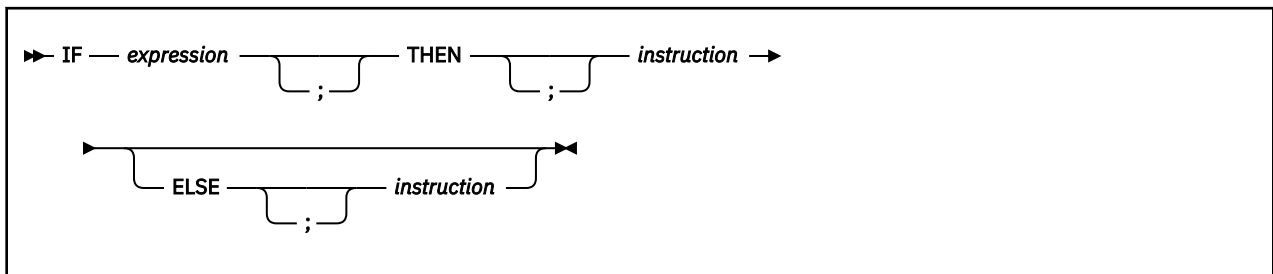 IF expression ; THEN ; instruction
ELSE ; instruction